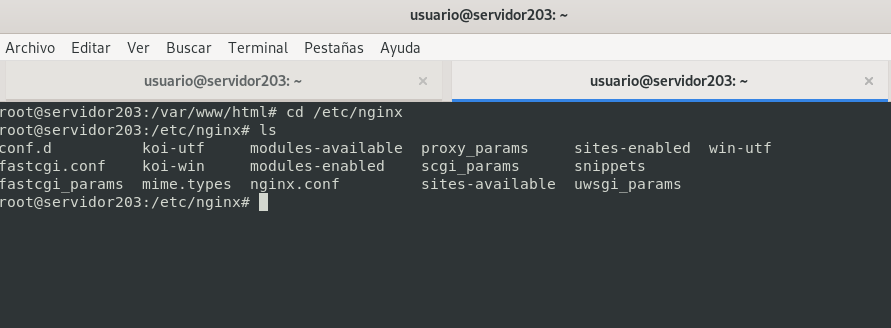 usuario@servidor203: ~
Archivo Editar Ver Buscar Terminal Pestañas Ayuda
usuario@servidor203: ~ × usuario@servidor203: ~ ×
root@servidor203:/var/www/html# cd /etc/nginx
root@servidor203:/etc/nginx# ls
conf.d koi-utf modules-available proxy_params sites-enabled win-utf
fastcgi.conf koi-win modules-enabled scgi_params snippets
fastcgi_params mime.types nginx.conf sites-available uwsgi_params
root@servidor203:/etc/nginx#